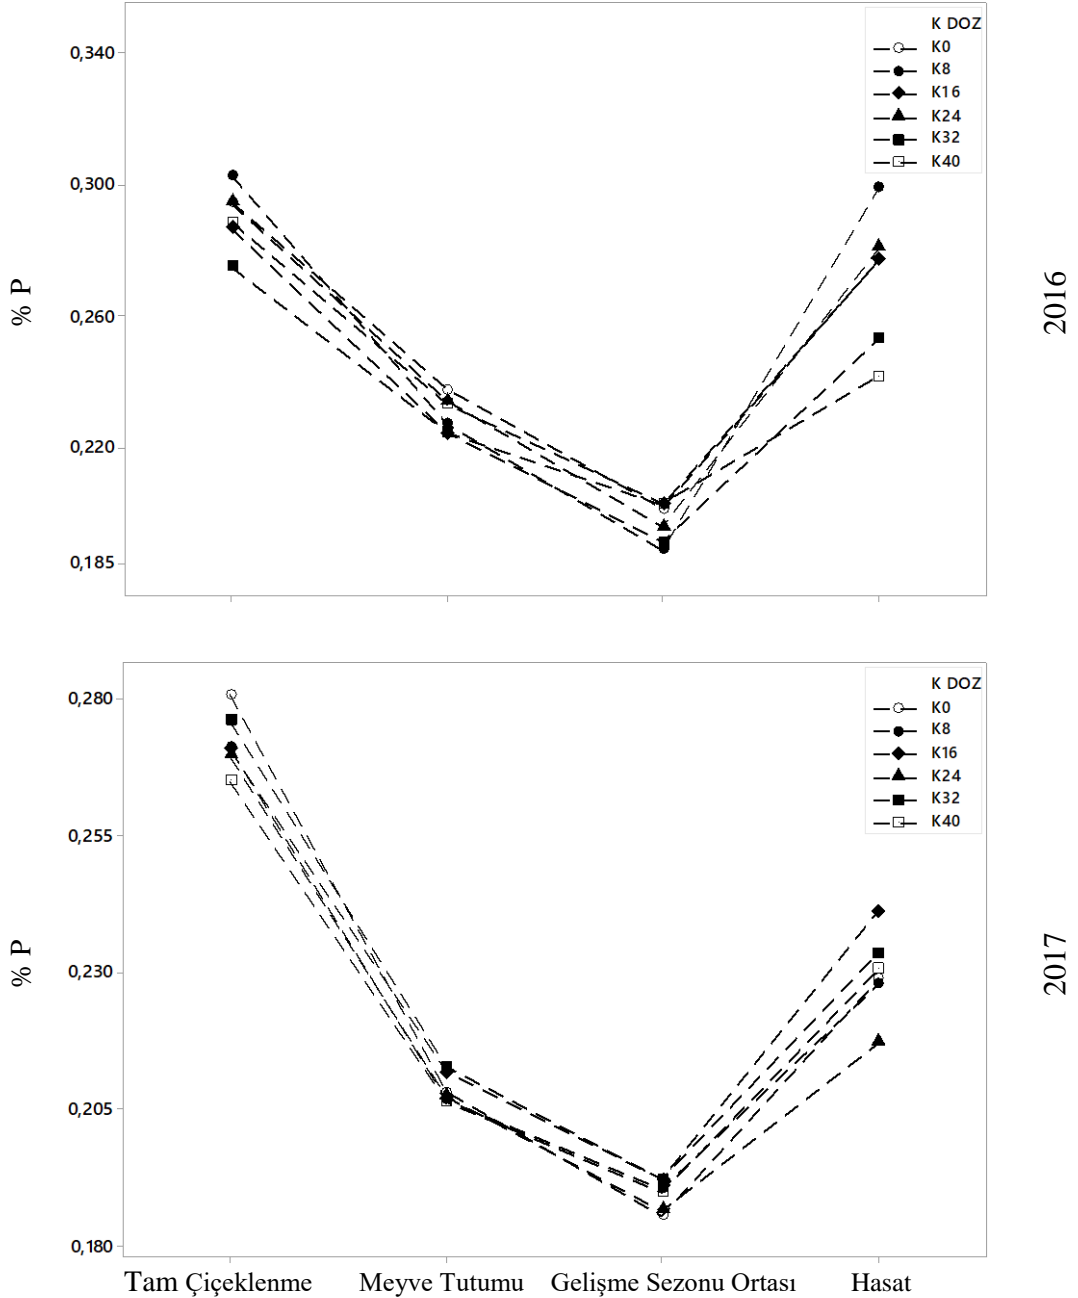 K DOZ
K0
K8
K16
K24
K32
K40
0,340
0,300
0,260
0,220
0,185
% P
2016
K DOZ
K0
K8
K16
K24
K32
K40
0,280
0,255
0,230
0,205
0,180
% P
2017
Tam Çiçeklenme Meyve Tutumu Gelişme Sezonu Ortası Hasat